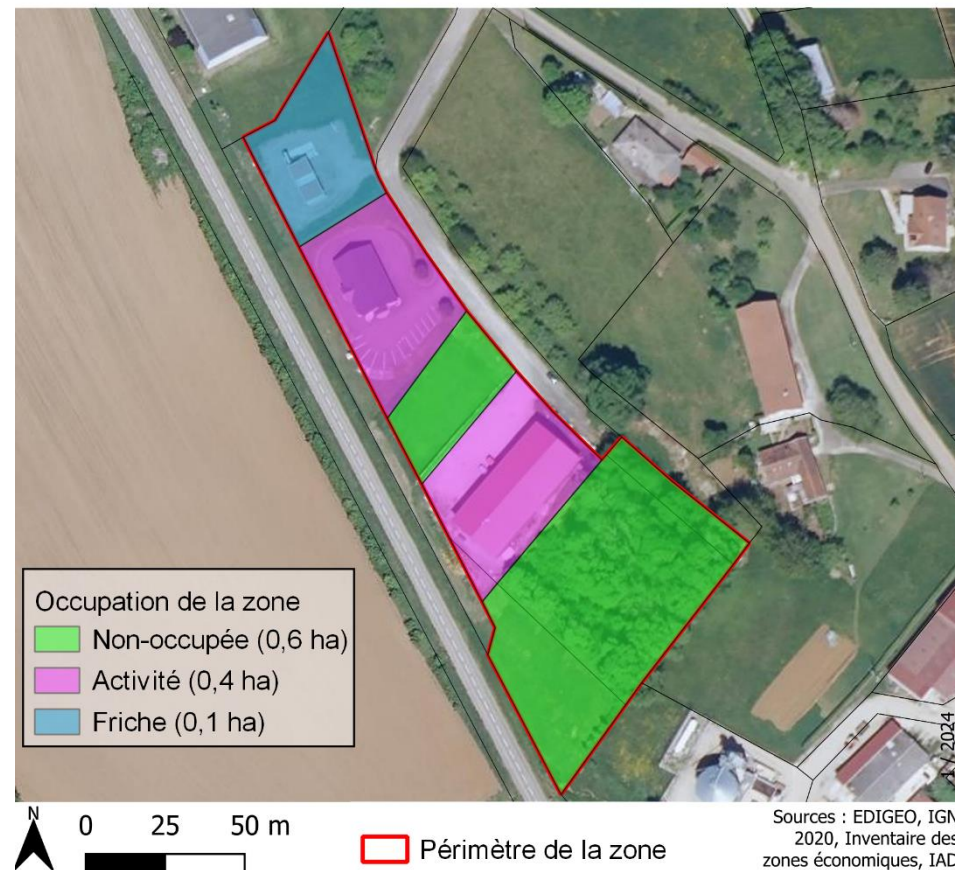 Occupation de la zone
Non-occupée (0,6 ha)
Activité (0,4 ha)
Friche (0,1 ha)
/ 2024
N
0 25 50 m
Périmètre de la zone
Sources : EDIGEO, IGN
2020, Inventaire des
zones économiques, IAD